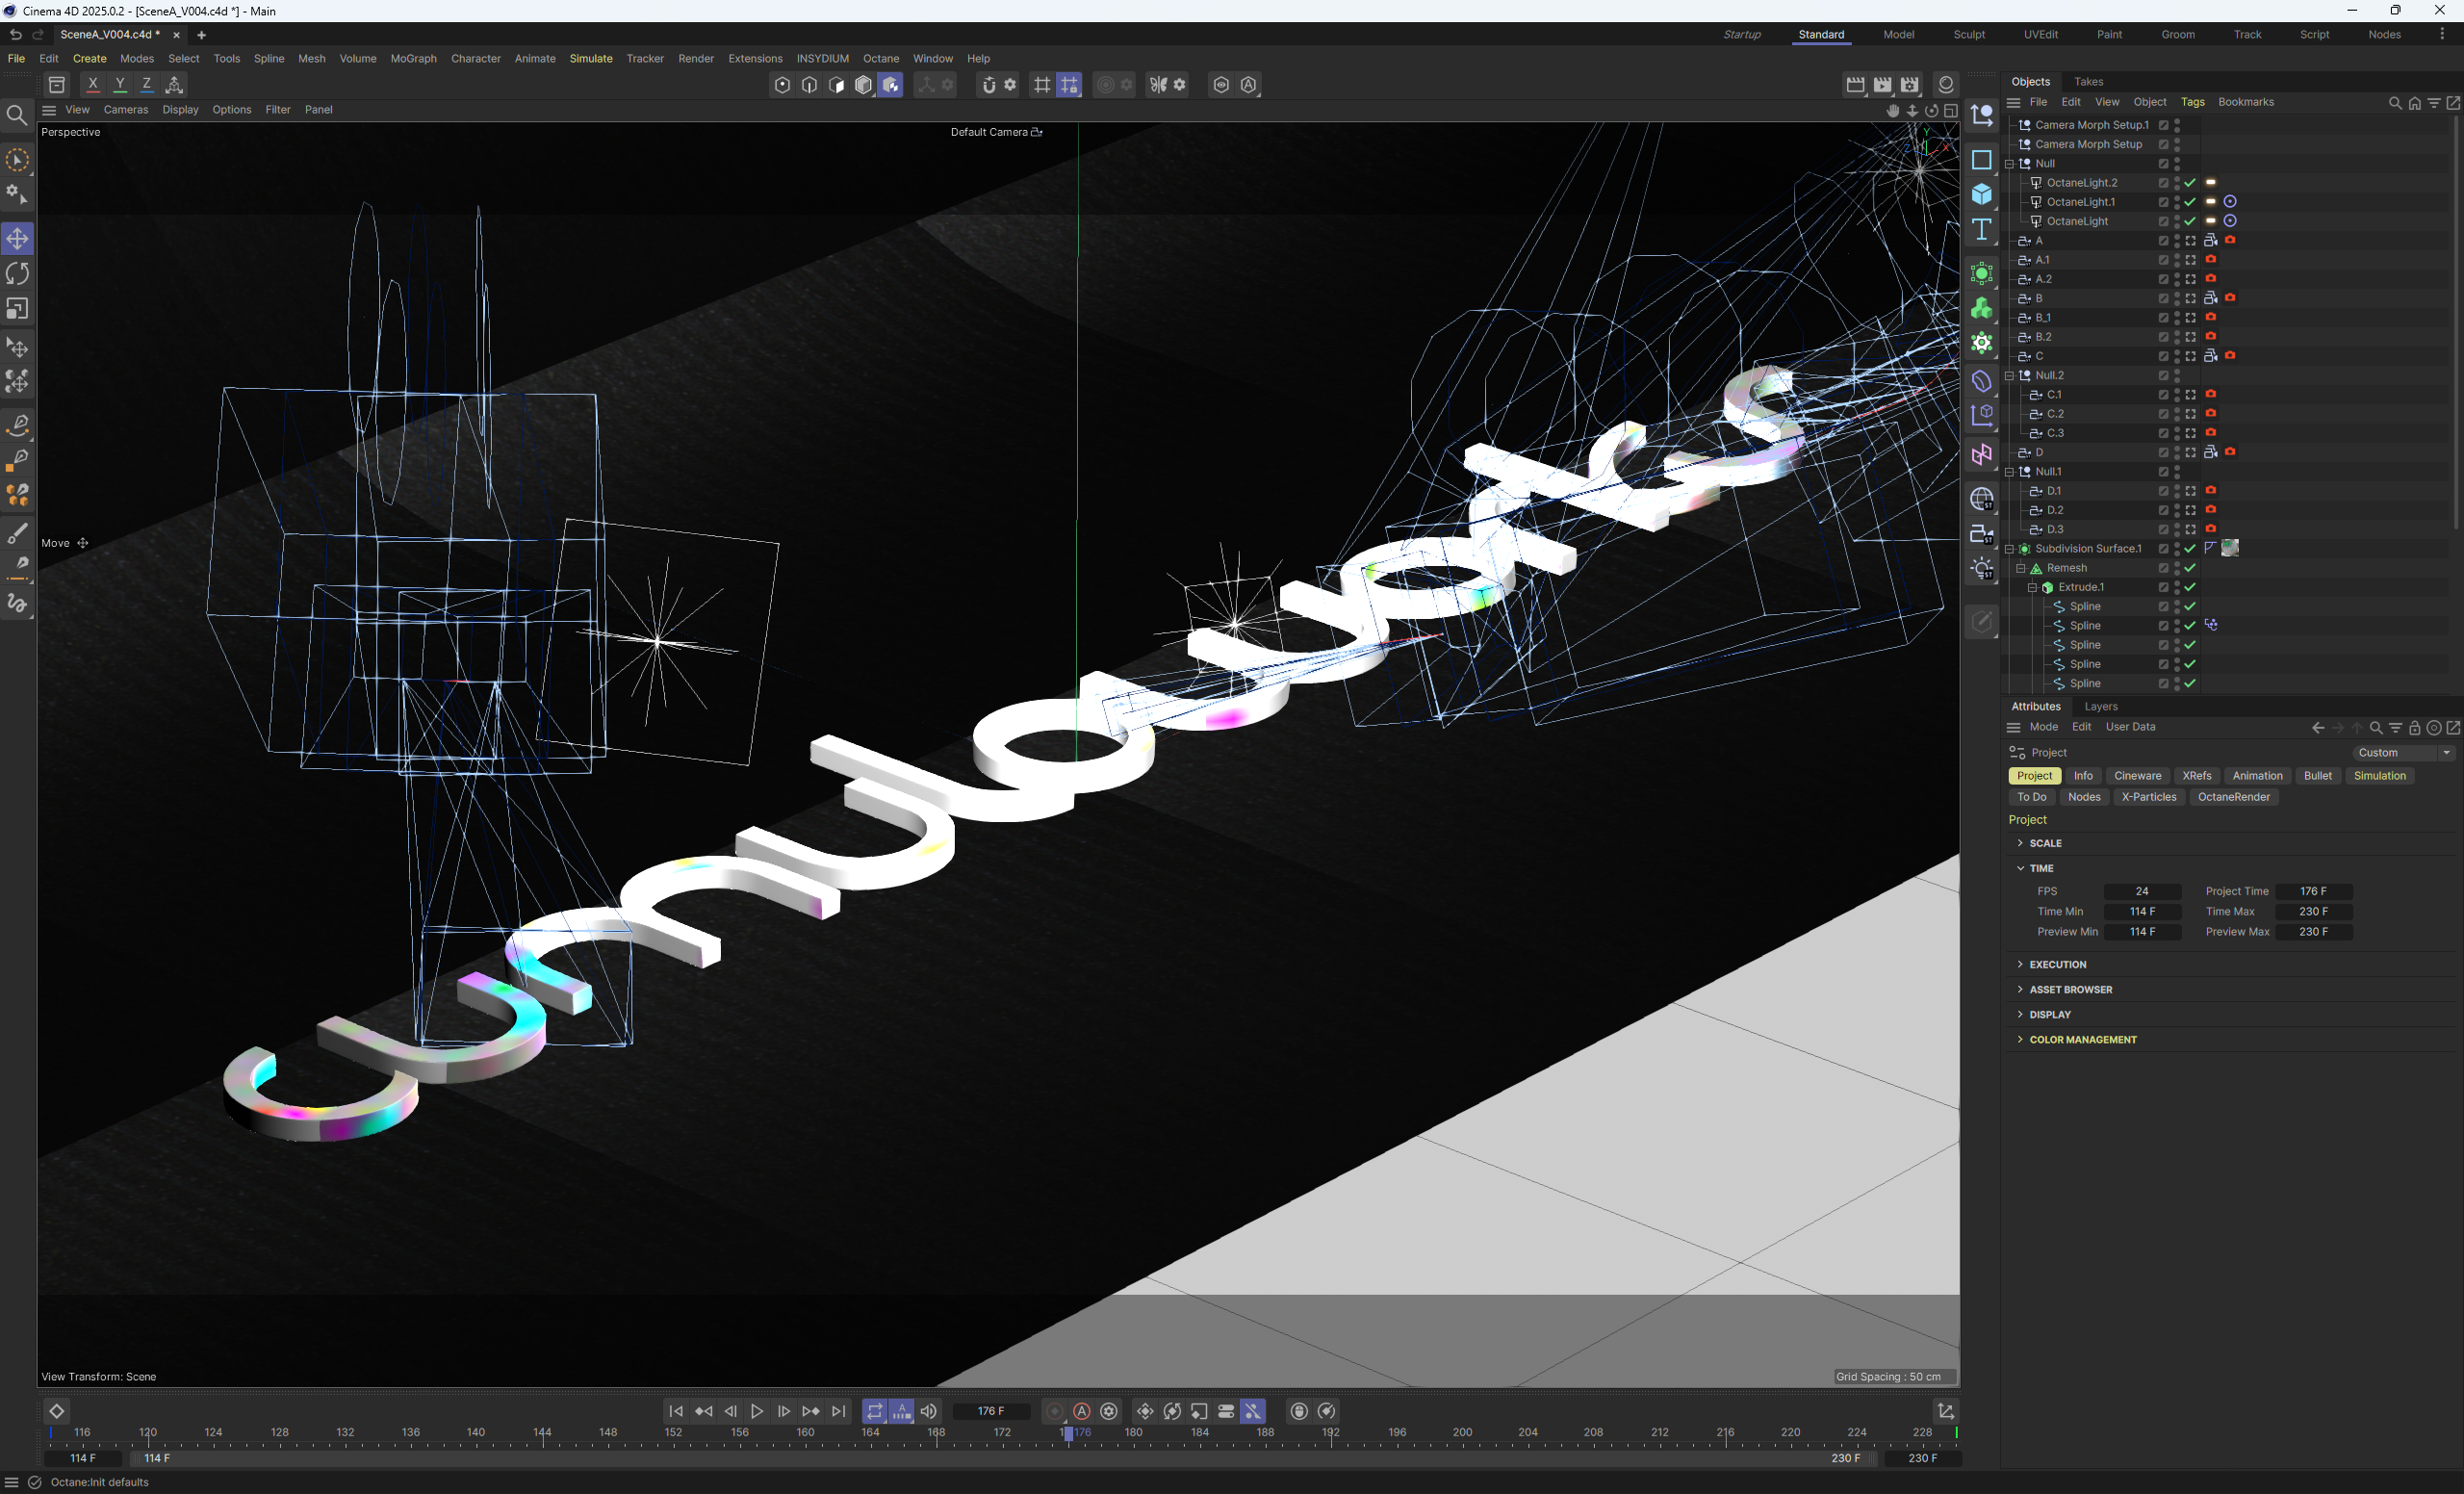 Cinema 4D 2025.0.2 - [SceneA_V004.c4d *] - Main
SceneA_V004.c4d *
Startup Standard Model Sculpt UVEdit Paint Groom Track Script Nodes
File Edit Create Modes Select Tools Spline Mesh Volume MoGraph Character Animate Simulate Tracker Render Extensions INSYDIUM Octane Window Help
X Y Z
View Cameras Display Options Filter Panel
Perspective
Default Camera
Move
View Transform: Scene
Grid Spacing : 50 cm
Objects Takes
File Edit View Object Tags Bookmarks
Camera Morph Setup.1
Camera Morph Setup
Null
OctaneLight.2
OctaneLight.1
OctaneLight
A
A.1
A.2
B
B_1
B.2
C
Null.2
C.1
C.2
C.3
D
Null.1
D.1
D.2
D.3
Subdivision Surface.1
Remesh
Extrude.1
Spline
Spline
Spline
Spline
Spline
Attributes Layers
Mode Edit User Data
Project
Custom
Project Info Cineware XRefs Animation Bullet Simulation
To Do Nodes X-Particles OctaneRender
Project
SCALE
TIME
FPS 24 Project Time 176 F
Time Min 114 F Time Max 230 F
Preview Min 114 F Preview Max 230 F
EXECUTION
ASSET BROWSER
DISPLAY
COLOR MANAGEMENT
176 F
116 120 124 128 132 136 140 144 148 152 156 160 164 168 172 176 180 184 188 192 196 200 204 208 212 216 220 224 228
114 F 114 F 230 F 230 F
Octane:Init defaults